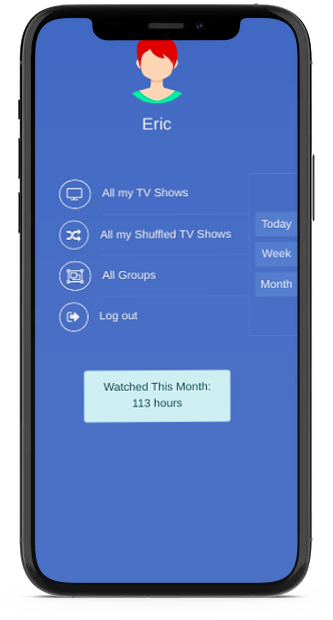 Eric
All my TV Shows
All my Shuffled TV Shows
All Groups
Log out
Today
Week
Month
Watched This Month:
113 hours